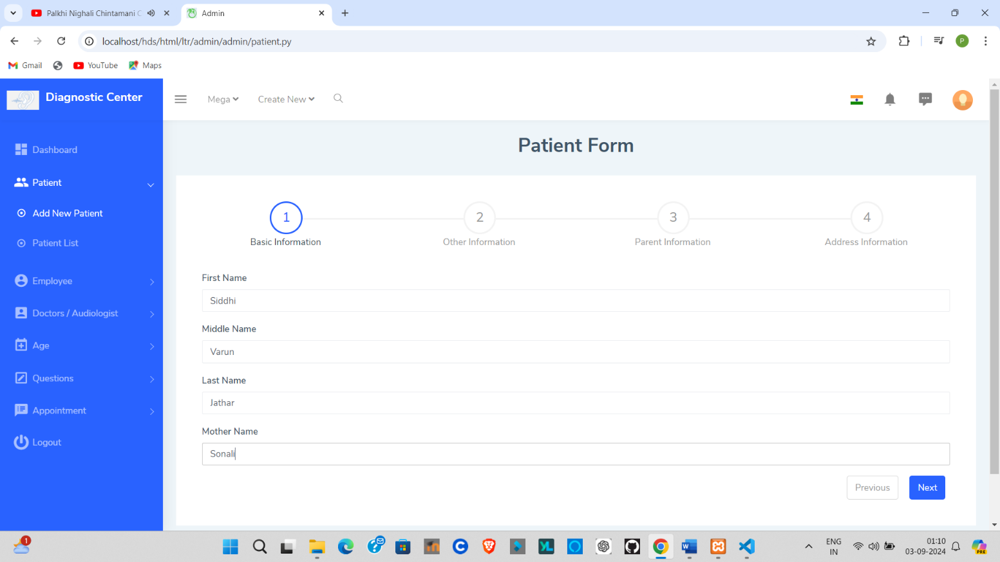 Palkhi Nighali Chintamani C
Admin
localhost/hds/html/ltr/admin/admin/patient.py
P
Gmail
YouTube
Maps
Diagnostic Center
Mega
Create New
Dashboard
Patient
Add New Patient
Patient List
Employee
Doctors / Audiologist
Age
Questions
Appointment
Logout
Patient Form
1
2
3
4
Basic Information
Other Information
Parent Information
Address Information
First Name
Siddhi
Middle Name
Varun
Last Name
Jathar
Mother Name
Sonali
Previous
Next
1
ENG
IN
01:10
03-09-2024
PRE